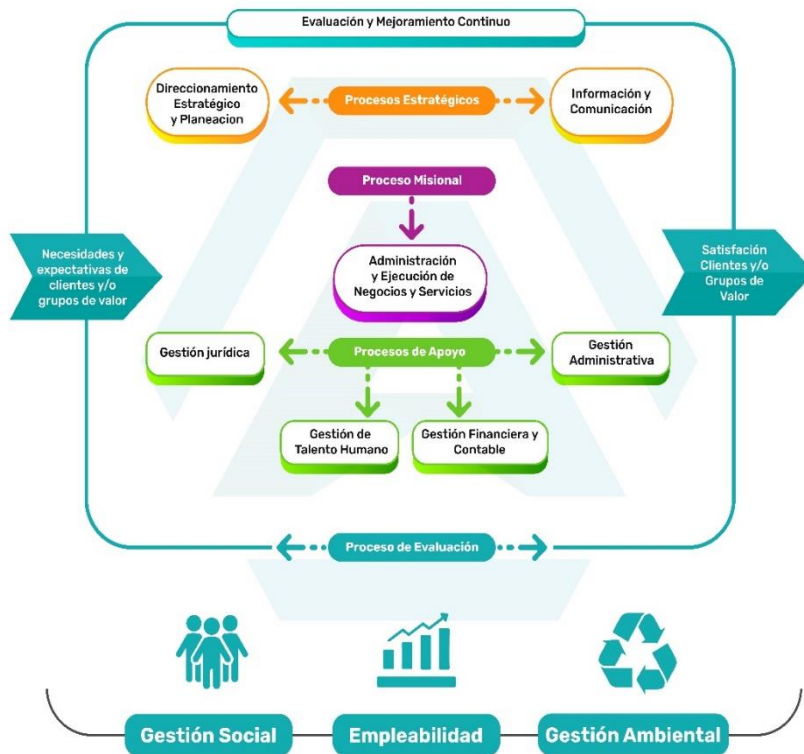 Evaluación y Mejoramiento Continuo
Direccionamiento
Estratégico
y Planeacion
Procesos Estratégicos
Información y
Comunicación
Proceso Misional
Necesidades y
expectativas de
clientes y/o
grupos de valor
Administración
y Ejecución de
Negocios y Servicios
Satisfacción
Clientes y/o
Grupos de
Valor
Gestión jurídica
Procesos de Apoyo
Gestión
Administrativa
Gestión de
Talento Humano
Gestión Financiera y
Contable
Proceso de Evaluación
Gestión Social
Empleabilidad
Gestión Ambiental